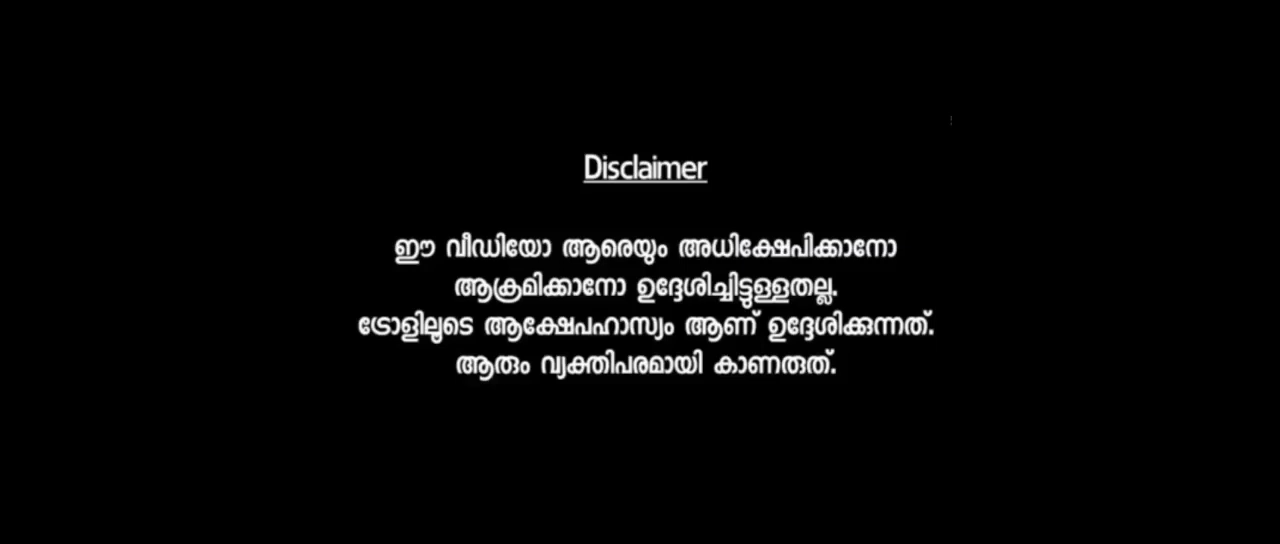 Disclaimer
ഈ വീഡിയോ ആരെയും അധിക്ഷേപിക്കാനോ
ആക്രമിക്കാനോ ഉദ്ദേശിച്ചിട്ടുള്ളതല്ല.
ട്രോളിലൂടെ ആക്ഷേപഹാസ്യം ആണ് ഉദ്ദേശിക്കുന്നത്.
ആരും വ്യക്തിപരമായി കാണരുത്.